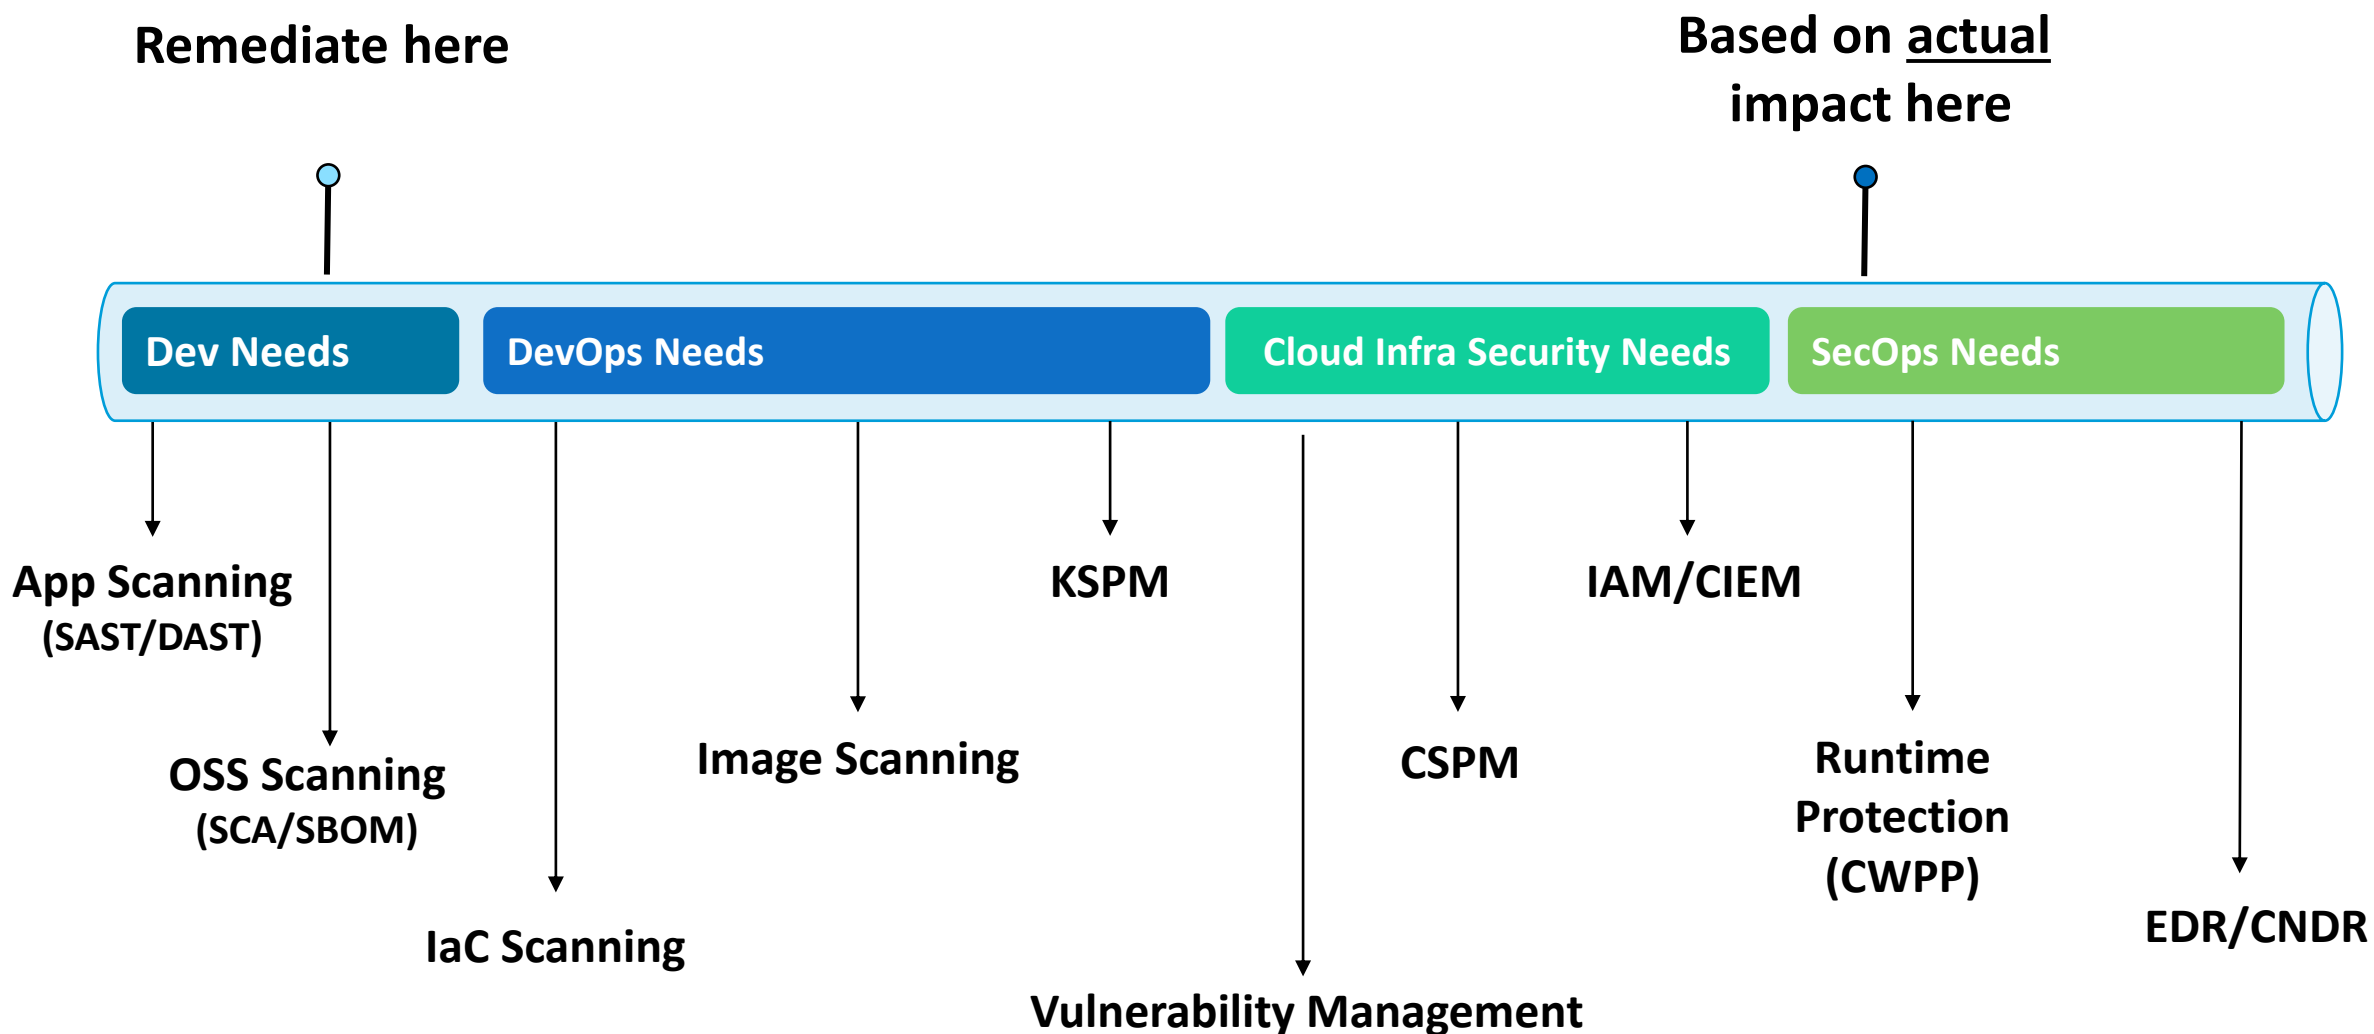 Remediate here
Based on actual
impact here
Dev Needs
DevOps Needs
Cloud Infra Security Needs
SecOps Needs
App Scanning
(SAST/DAST)
OSS Scanning
(SCA/SBOM)
IaC Scanning
Image Scanning
KSPM
Vulnerability Management
CSPM
IAM/CIEM
Runtime
Protection
(CWPP)
EDR/CNDR